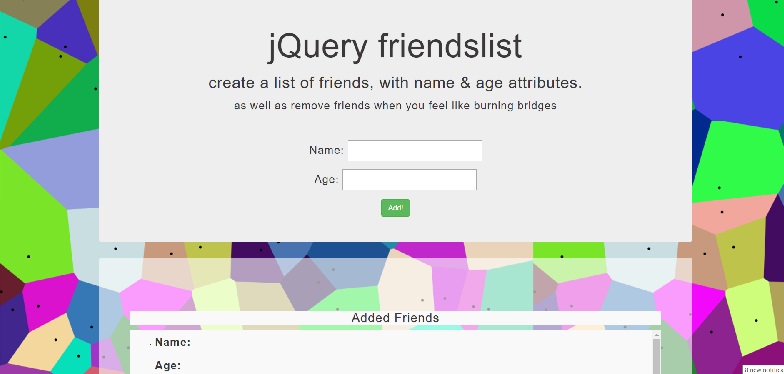 jQuery friendslist
create a list of friends, with name & age attributes.
as well as remove friends when you feel like burning bridges
Name:
Age:
Add!
Added Friends
Name:
Age: